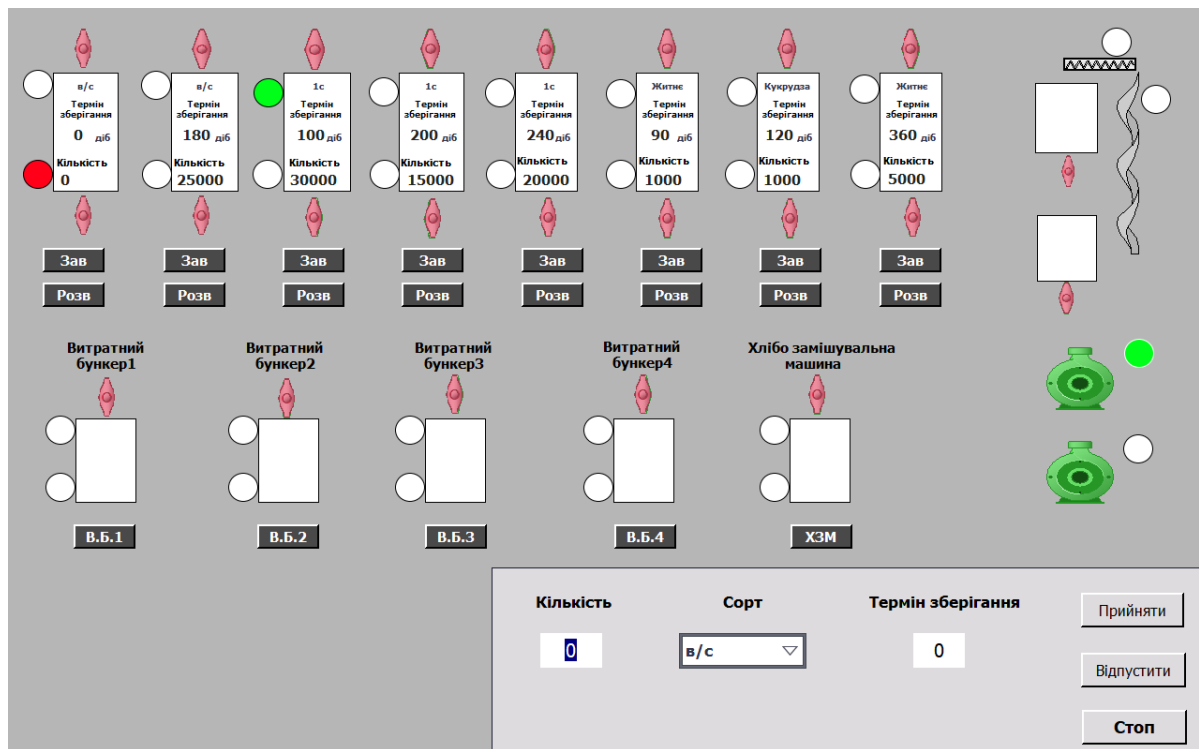 в/с
Термін
зберігання
0 діб
Кількість
0
в/с
Термін
зберігання
180 діб
Кількість
25000
1с
Термін
зберігання
100 діб
Кількість
30000
1с
Термін
зберігання
200 діб
Кількість
15000
1с
Термін
зберігання
240 діб
Кількість
20000
Житнє
Термін
зберігання
90 діб
Кількість
1000
Кукрудза
Термін
зберігання
120 діб
Кількість
1000
Житнє
Термін
зберігання
360 діб
Кількість
5000
Зав Зав Зав Зав Зав Зав Зав Зав
Розв Розв Розв Розв Розв Розв Розв Розв
Витратний
бункер1
Витратний
бункер2
Витратний
бункер3
Витратний
бункер4
Хлібо замішувальна
машина
В.Б.1 В.Б.2 В.Б.3 В.Б.4 ХЗМ
Кількість Сорт Термін зберігання
0 в/с 0
Прийняти
Відпустити
Стоп